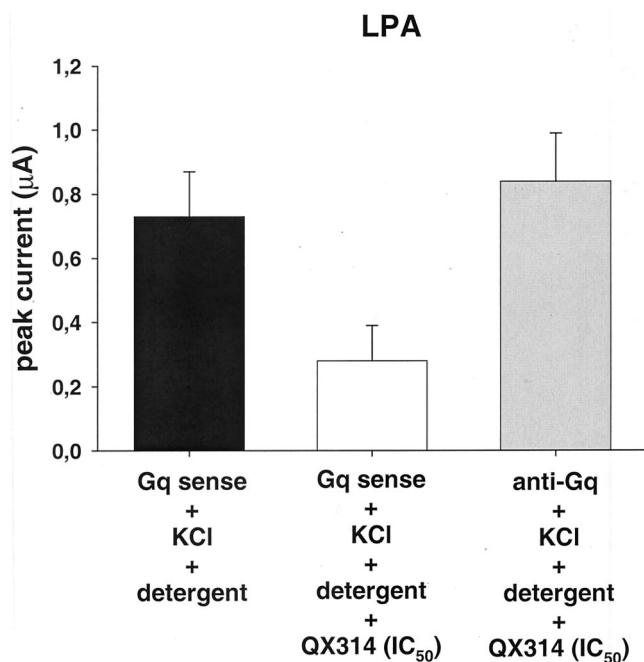 LPA
peak current (μA)
1,2
1,0
0,8
0,6
0,4
0,2
0,0
Gq sense
+
KCl
+
detergent
Gq sense
+
KCl
+
detergent
+
QX314 (IC₅₀)
anti-Gq
+
KCl
+
detergent
+
QX314 (IC₅₀)